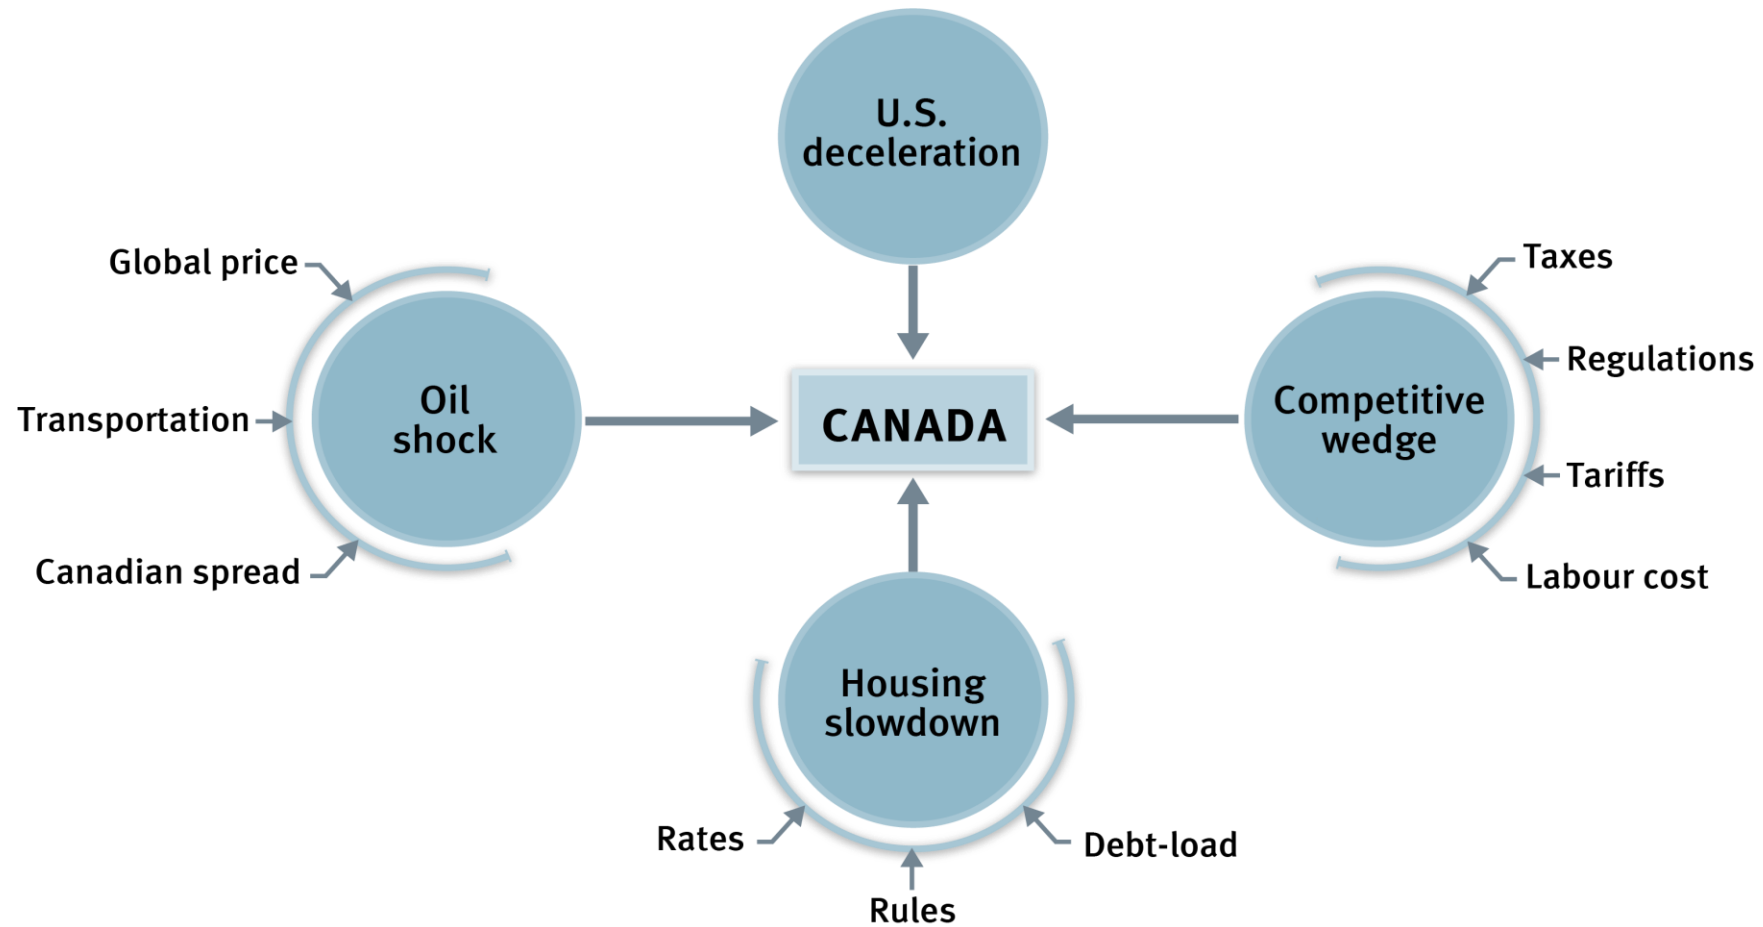 U.S.
deceleration
Global price
Transportation
Canadian spread
Oil
shock
CANADA
Competitive
wedge
Taxes
Regulations
Tariffs
Labour cost
Housing
slowdown
Rates
Rules
Debt-load